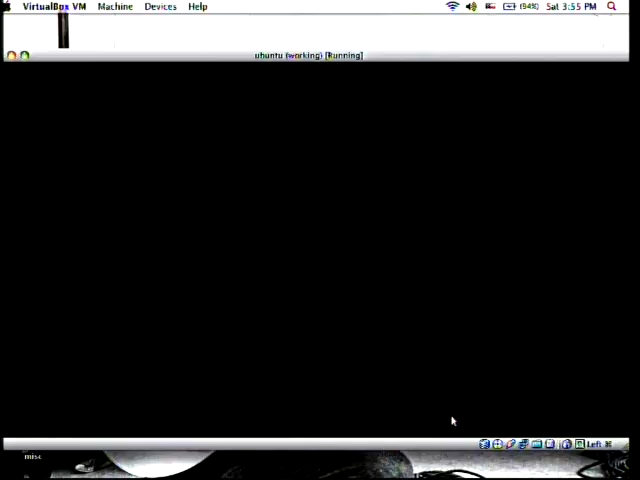 VirtualBox VM Machine Devices Help (94%) Sat 3:55 PM
ubuntu (working) [Running]
Left ⌘
misc